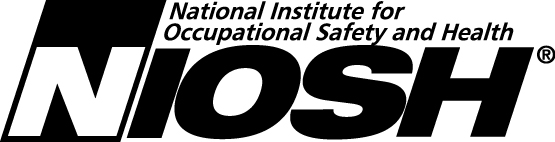 National Institute for
Occupational Safety and Health
NIOSH®